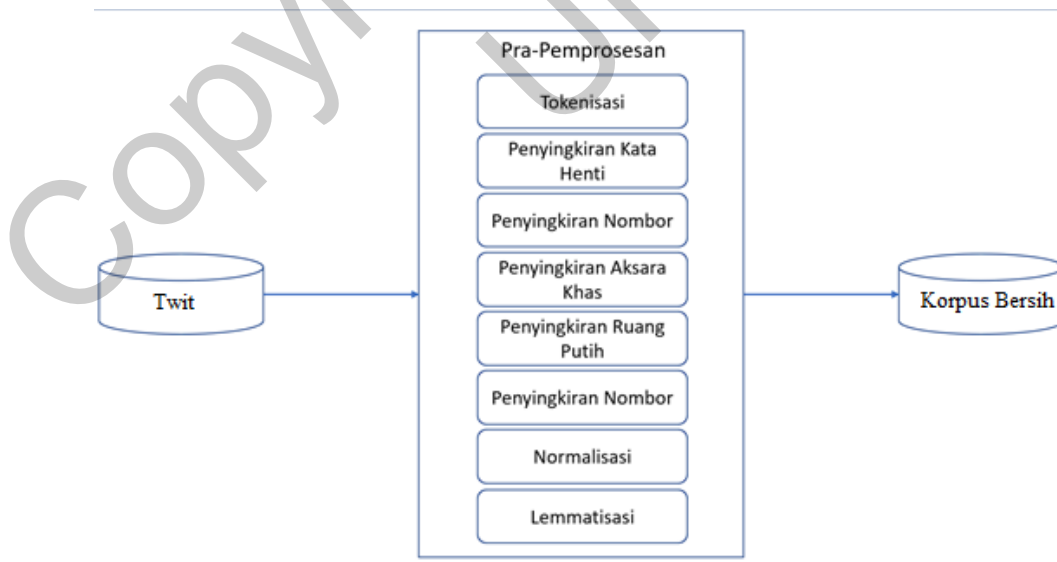 Pra-Pemprosesan
Tokenisasi
Penyingkiran Kata
Henti
Penyingkiran Nombor
Penyingkiran Aksara
Khas
Penyingkiran Ruang
Putih
Penyingkiran Nombor
Normalisasi
Lemmatisasi
Twit
Korpus Bersih
Copy